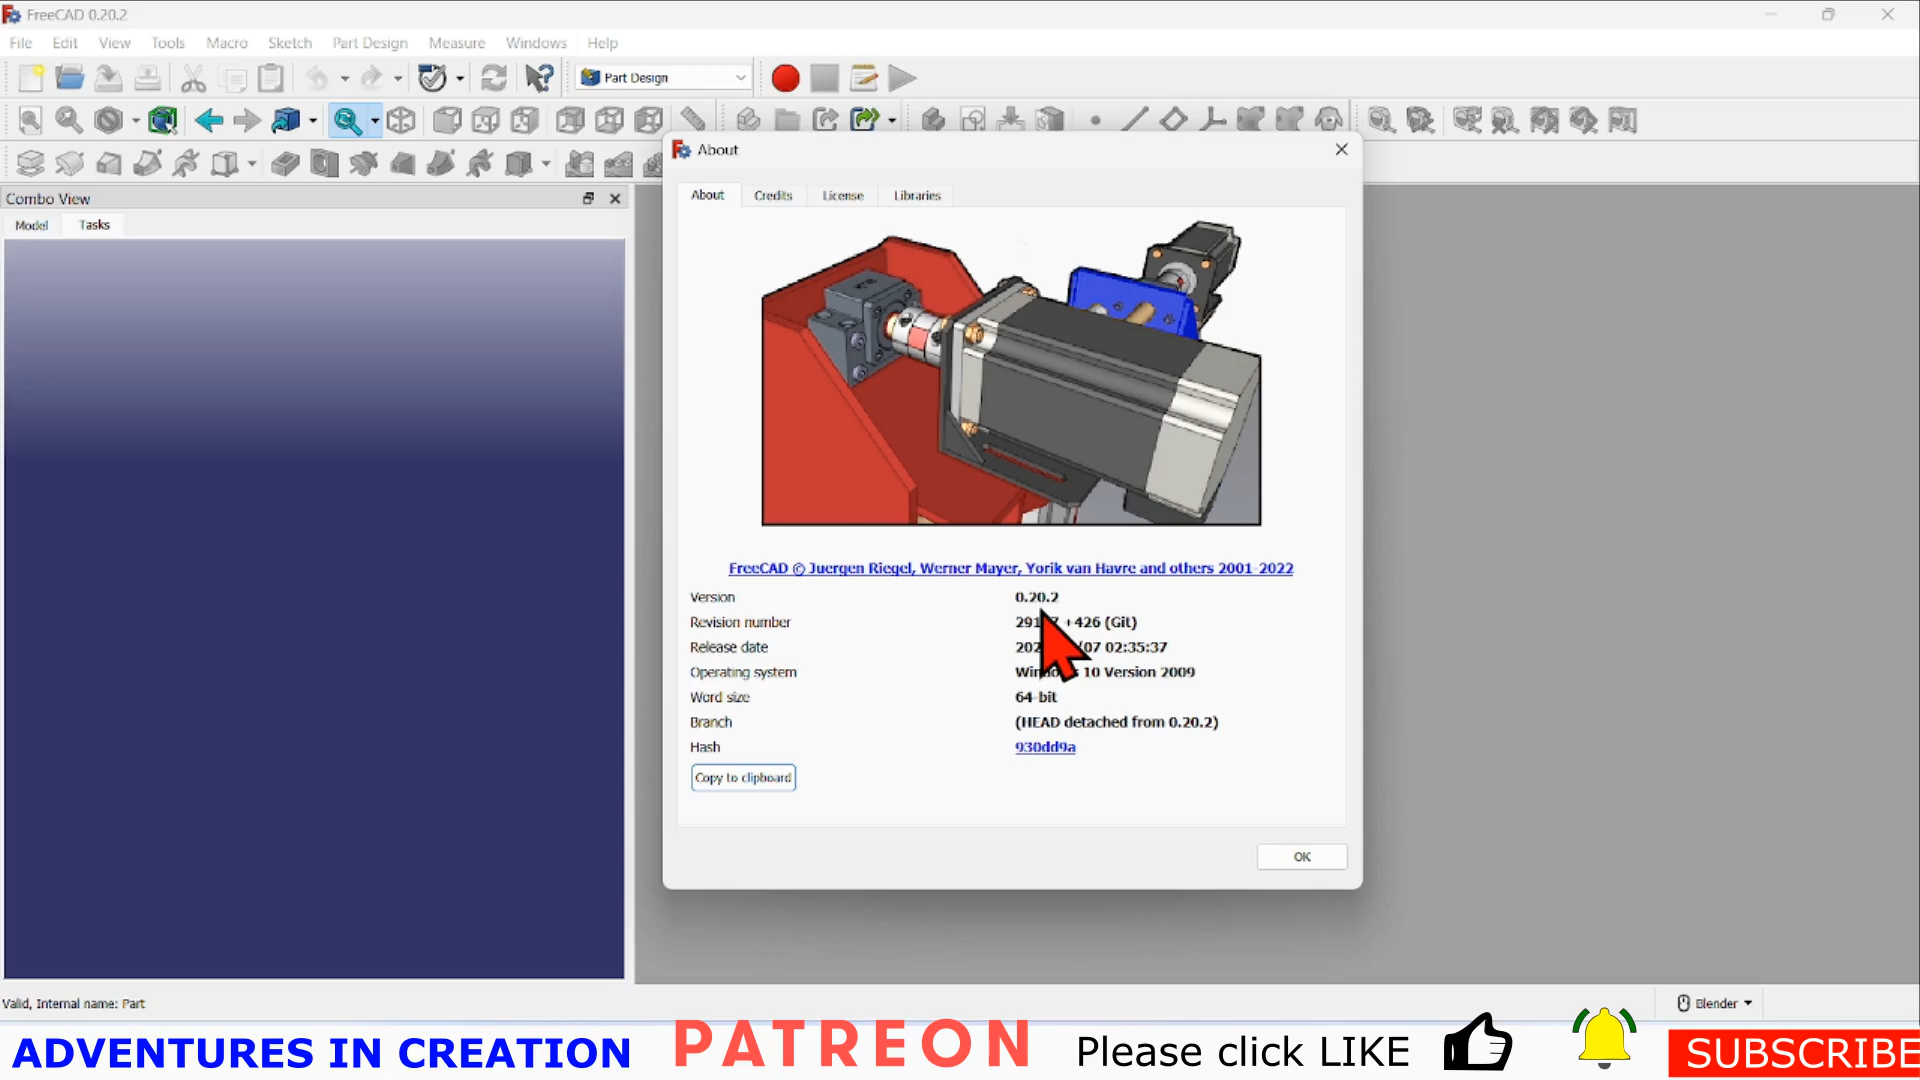 FreeCAD 0.20.2
File Edit View Tools Macro Sketch Part Design Measure Windows Help
Part Design
About
About Credits License Libraries
Combo View
Model Tasks
FreeCAD © Juergen Riegel, Werner Mayer, Yorik van Havre and others 2001-2022
Version 0.20.2
Revision number +426 (Git)
Release date /07 02:35:37
Operating system 10 Version 2009
Word size 64-bit
Branch (HEAD detached from 0.20.2)
Hash 930dd9a
Copy to clipboard
OK
Valid, Internal name: Part
Blender
ADVENTURES IN CREATION PATREON Please click LIKE SUBSCRIBE